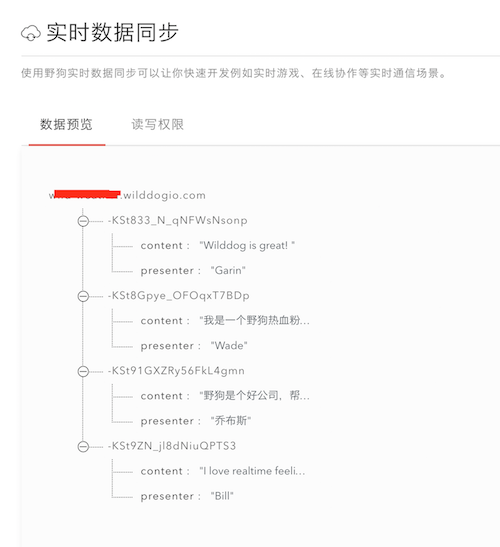 实时数据同步
使用野狗实时数据同步可以让你快速开发例如实时游戏、在线协作等实时通信场景。
数据预览 读写权限
.wilddogio.com
-KSt833_N_qNFWsNsonp
content : "Wilddog is great! "
presenter : "Garin"
-KSt8Gpye_OFOqxT7BDp
content : "我是一个野狗热血粉...
presenter : "Wade"
-KSt91GXZRy56FkL4gmn
content : "野狗是个好公司，帮...
presenter : "乔布斯"
-KSt9ZN_jl8dNiuQPTS3
content : "I love realtime feeli...
presenter : "Bill"